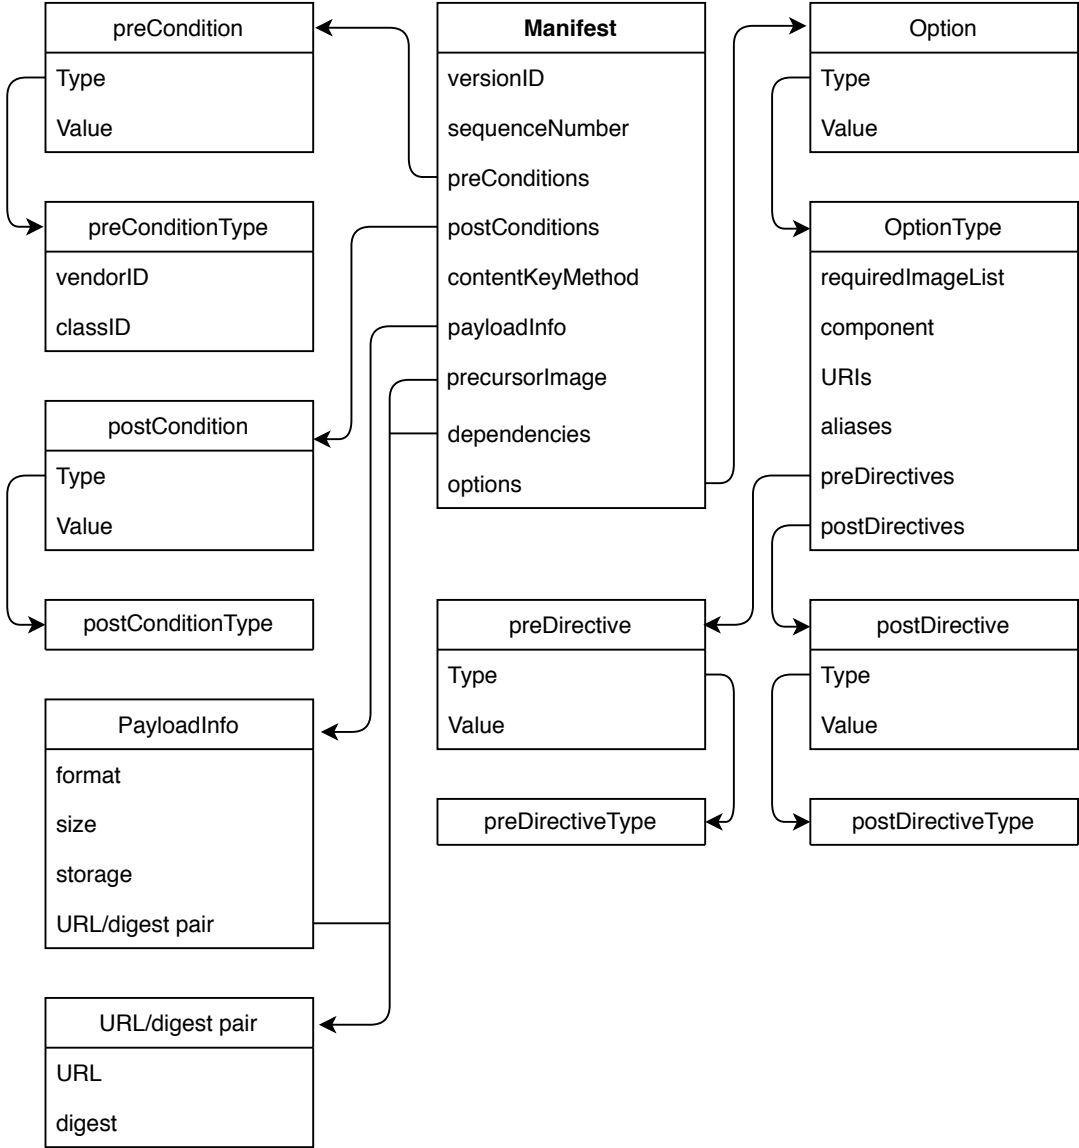 preCondition
Type
Value
preConditionType
vendorID
classID
postCondition
Type
Value
postConditionType
PayloadInfo
format
size
storage
URL/digest pair
URL/digest pair
URL
digest
Manifest
versionID
sequenceNumber
preConditions
postConditions
contentKeyMethod
payloadInfo
precursorImage
dependencies
options
preDirective
Type
Value
preDirectiveType
Option
Type
Value
OptionType
requiredImageList
component
URIs
aliases
preDirectives
postDirectives
postDirective
Type
Value
postDirectiveType